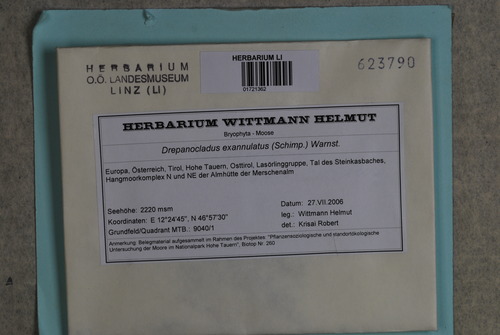 HERBARIUM
O.Ö. LANDESMUSEUM
LINZ (LI)
HERBARIUM LI
01721362
623790
HERBARIUM WITTMANN HELMUT
Bryophyta - Moose
Drepanocladus exannulatus (Schimp.) Warnst.
Europa, Österreich, Tirol, Hohe Tauern, Osttirol, Lasörlinggruppe, Tal des Steinkasbaches,
Hangmoorkomplex N und NE der Almhütte der Merschenalm
Seehöhe: 2220 msm
Koordinaten: E 12°24'45", N 46°57'30"
Grundfeld/Quadrant MTB.: 9040/1
Datum: 27.VII.2006
leg.: Wittmann Helmut
det.: Krisai Robert
Anmerkung: Belegmaterial aufgesammelt im Rahmen des Projektes "Pflanzensoziologische und standortökologische
Untersuchung der Moore im Nationalpark Hohe Tauern", Biotop Nr. 260